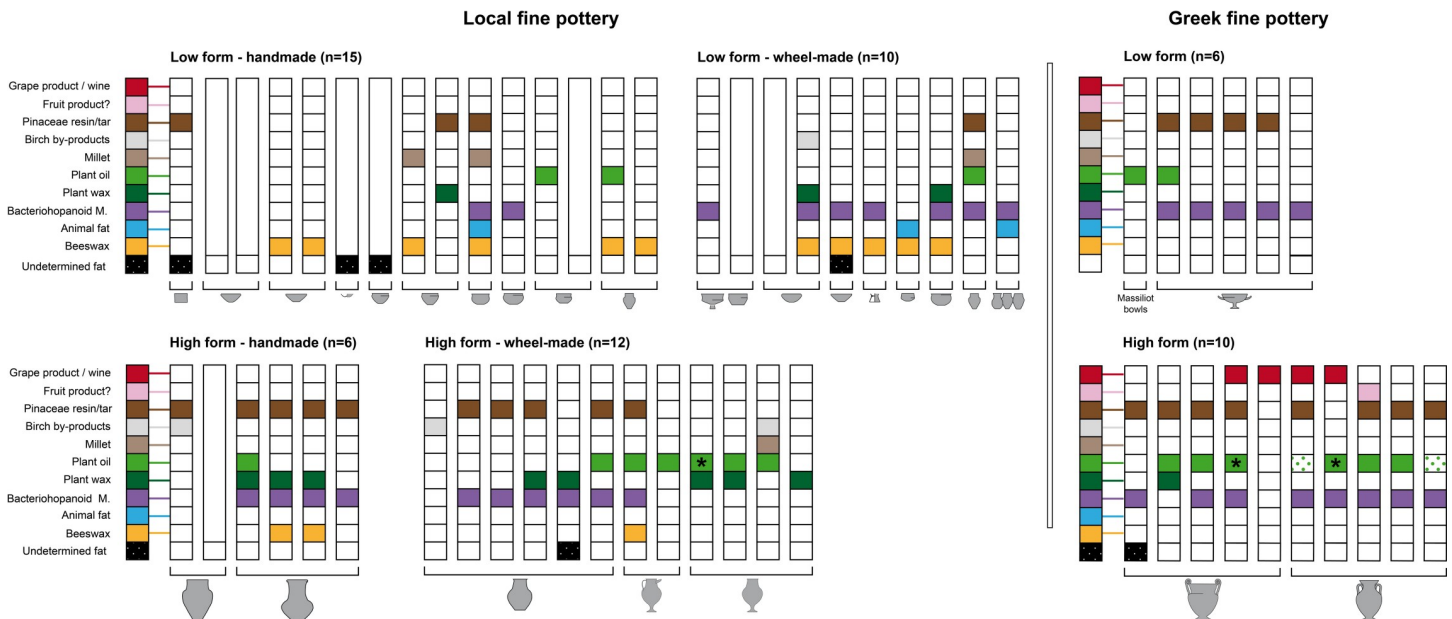 Local fine pottery
Greek fine pottery
Low form - handmade (n=15)
Low form - wheel-made (n=10)
Low form (n=6)
Grape product / wine
Fruit product?
Pinaceae resin/tar
Birch by-products
Millet
Plant oil
Plant wax
Bacteriohopanoid M.
Animal fat
Beeswax
Undetermined fat
Massiliot
bowls
High form - handmade (n=6)
High form - wheel-made (n=12)
High form (n=10)
Grape product / wine
Fruit product?
Pinaceae resin/tar
Birch by-products
Millet
Plant oil
Plant wax
Bacteriohopanoid M.
Animal fat
Beeswax
Undetermined fat
* *
*